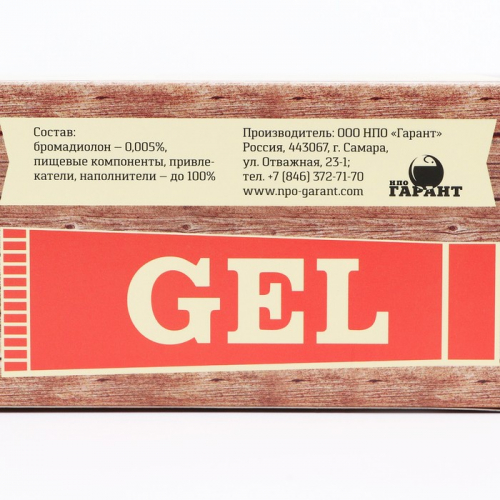 Состав:
бромадиолон – 0,005%,
пищевые компоненты, привле-
катели, наполнители – до 100%
Производитель: ООО НПО «Гарант»
Россия, 443067, г. Самара,
ул. Отважная, 23-1;
тел. +7 (846) 372-71-70
www.npo-garant.com
НПО
ГАРАНТ
GEL